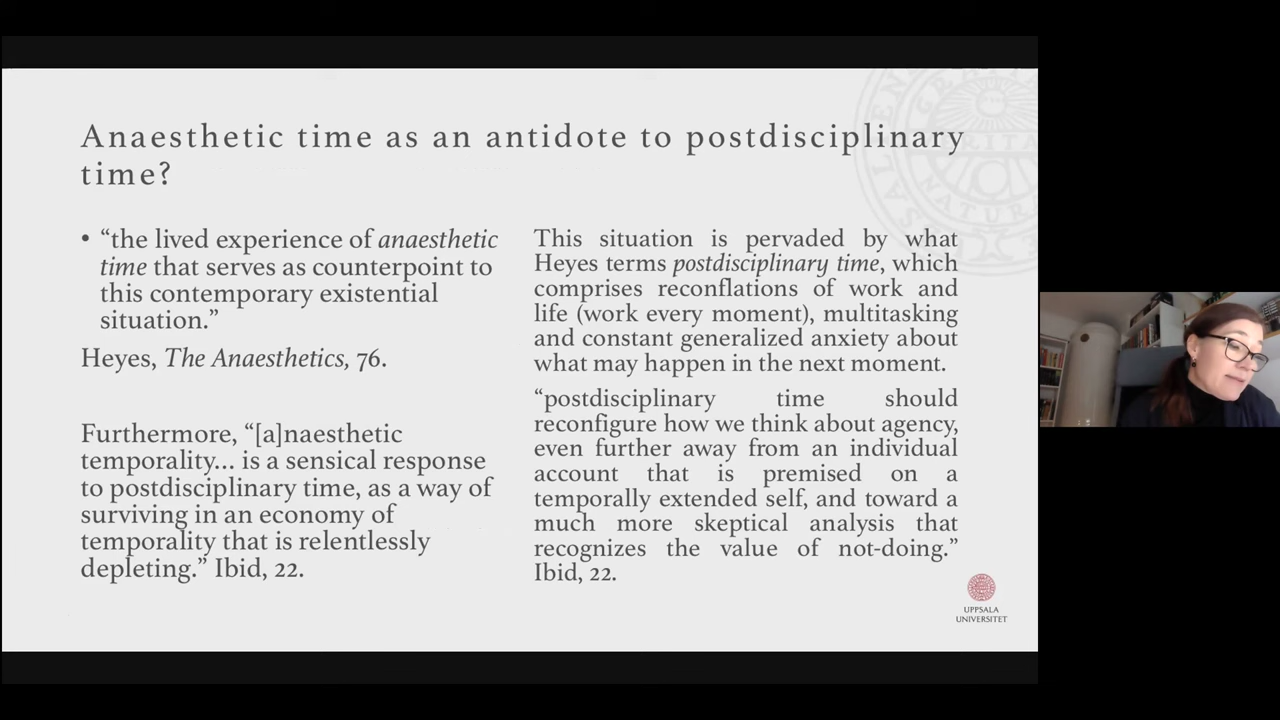 Anaesthetic time as an antidote to postdisciplinary
time?
• “the lived experience of anaesthetic
time that serves as counterpoint to
this contemporary existential
situation.”
Heyes, The Anaesthetics, 76.
Furthermore, “[a]naesthetic
temporality... is a sensical response
to postdisciplinary time, as a way of
surviving in an economy of
temporality that is relentlessly
depleting.” Ibid, 22.
This situation is pervaded by what
Heyes terms postdisciplinary time, which
comprises reconflations of work and
life (work every moment), multitasking
and constant generalized anxiety about
what may happen in the next moment.
“postdisciplinary time should
reconfigure how we think about agency,
even further away from an individual
account that is premised on a
temporally extended self, and toward a
much more skeptical analysis that
recognizes the value of not-doing.”
Ibid, 22.
UPPSALA
UNIVERSITET